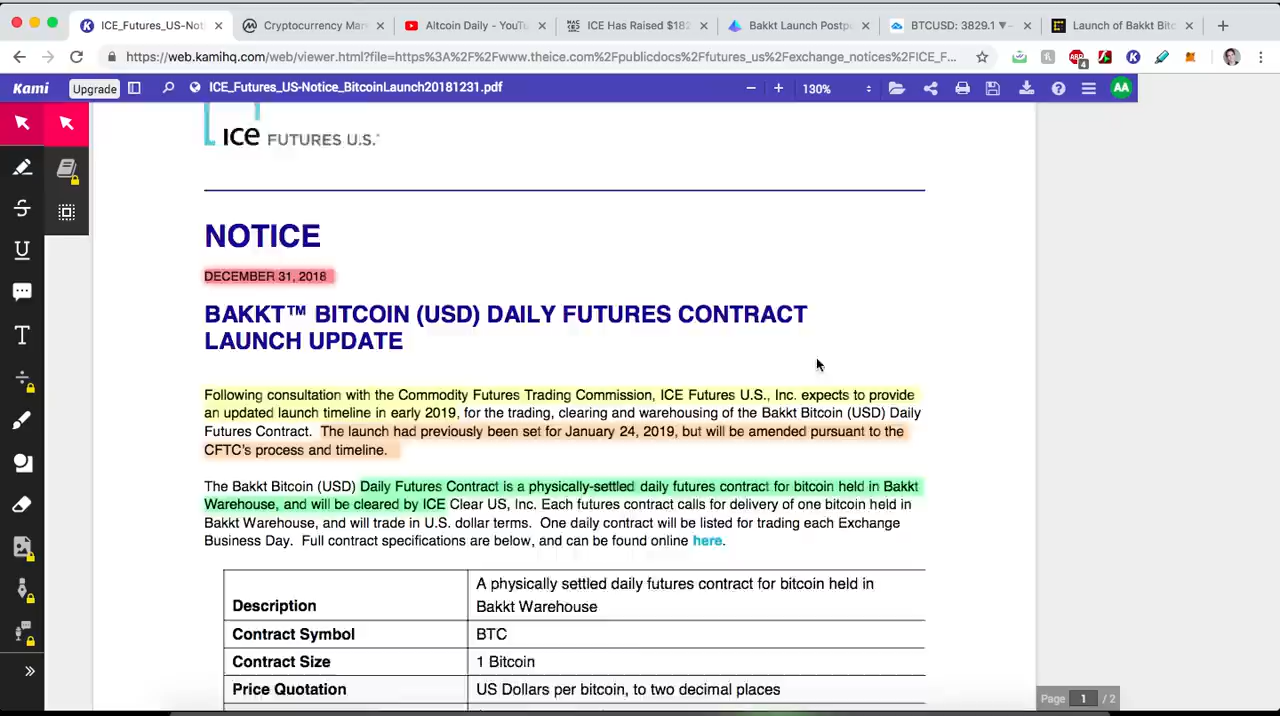 ICE_Futures_US-Not
Cryptocurrency Mar
Altcoin Daily - YouTu
ICE Has Raised $182
Bakkt Launch Postp
BTCUSD: 3829.1 ▼
Launch of Bakkt Bitc
https://web.kamihq.com/web/viewer.html?file=https%3A%2F%2Fwww.theice.com%2Fpublicdocs%2Ffutures_us%2Fexchange_notices%2FICE_F...
Kami
Upgrade
ICE_Futures_US-Notice_BitcoinLaunch20181231.pdf
130%
AA
ice FUTURES U.S.
NOTICE
DECEMBER 31, 2018
BAKKT™ BITCOIN (USD) DAILY FUTURES CONTRACT
LAUNCH UPDATE
Following consultation with the Commodity Futures Trading Commission, ICE Futures U.S., Inc. expects to provide
an updated launch timeline in early 2019, for the trading, clearing and warehousing of the Bakkt Bitcoin (USD) Daily
Futures Contract. The launch had previously been set for January 24, 2019, but will be amended pursuant to the
CFTC's process and timeline.
The Bakkt Bitcoin (USD) Daily Futures Contract is a physically-settled daily futures contract for bitcoin held in Bakkt
Warehouse, and will be cleared by ICE Clear US, Inc. Each futures contract calls for delivery of one bitcoin held in
Bakkt Warehouse, and will trade in U.S. dollar terms. One daily contract will be listed for trading each Exchange
Business Day. Full contract specifications are below, and can be found online here.
Description
A physically settled daily futures contract for bitcoin held in
Bakkt Warehouse
Contract Symbol
BTC
Contract Size
1 Bitcoin
Price Quotation
US Dollars per bitcoin, to two decimal places
Page 1 / 2